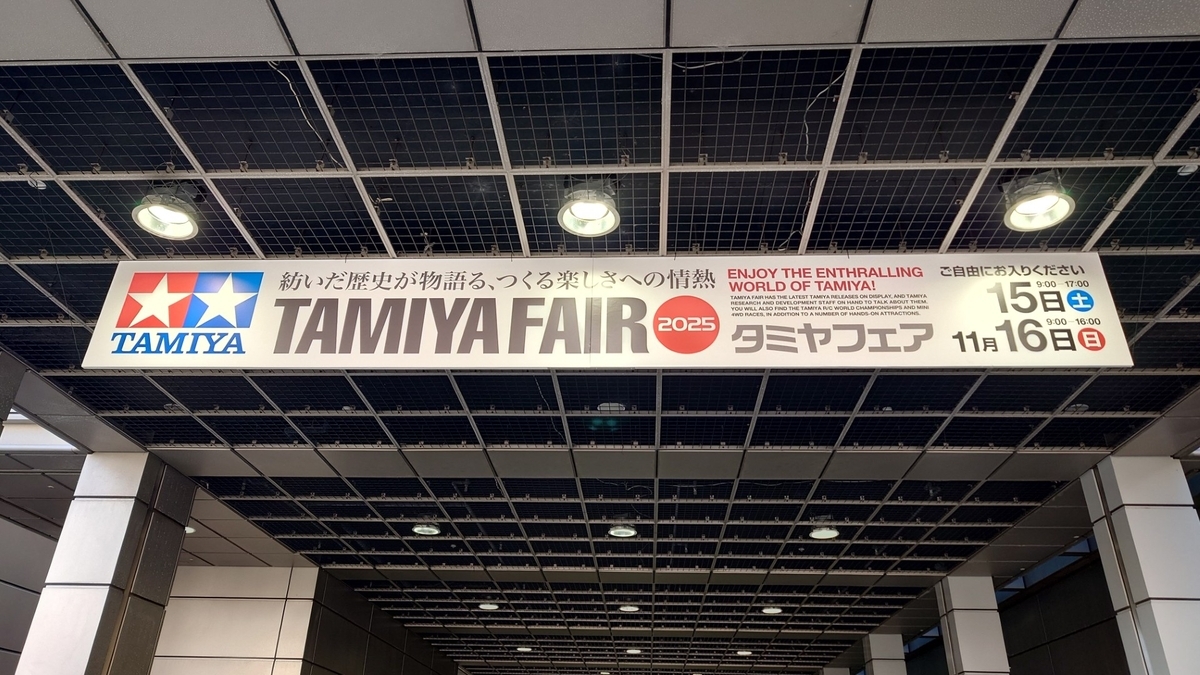 TAMIYA
紡いだ歴史が物語る、つくる楽しさへの情熱
TAMIYA FAIR 2025
ENJOY THE ENTHRALLING
WORLD OF TAMIYA!
TAMIYA FAIR HAS THE LATEST TAMIYA RELEASES ON DISPLAY, AND TAMIYA
RESEARCH AND DEVELOPMENT STAFF ON HAND TO TALK ABOUT THEM.
YOU WILL ALSO FIND THE TAMIYA R/C WORLD CHAMPIONSHIPS AND MINI
4WD RACES, IN ADDITION TO A NUMBER OF HANDS-ON ATTRACTIONS.
タミヤフェア
ご自由にお入りください
9:00-17:00
15日土
9:00-16:00
11月16日日